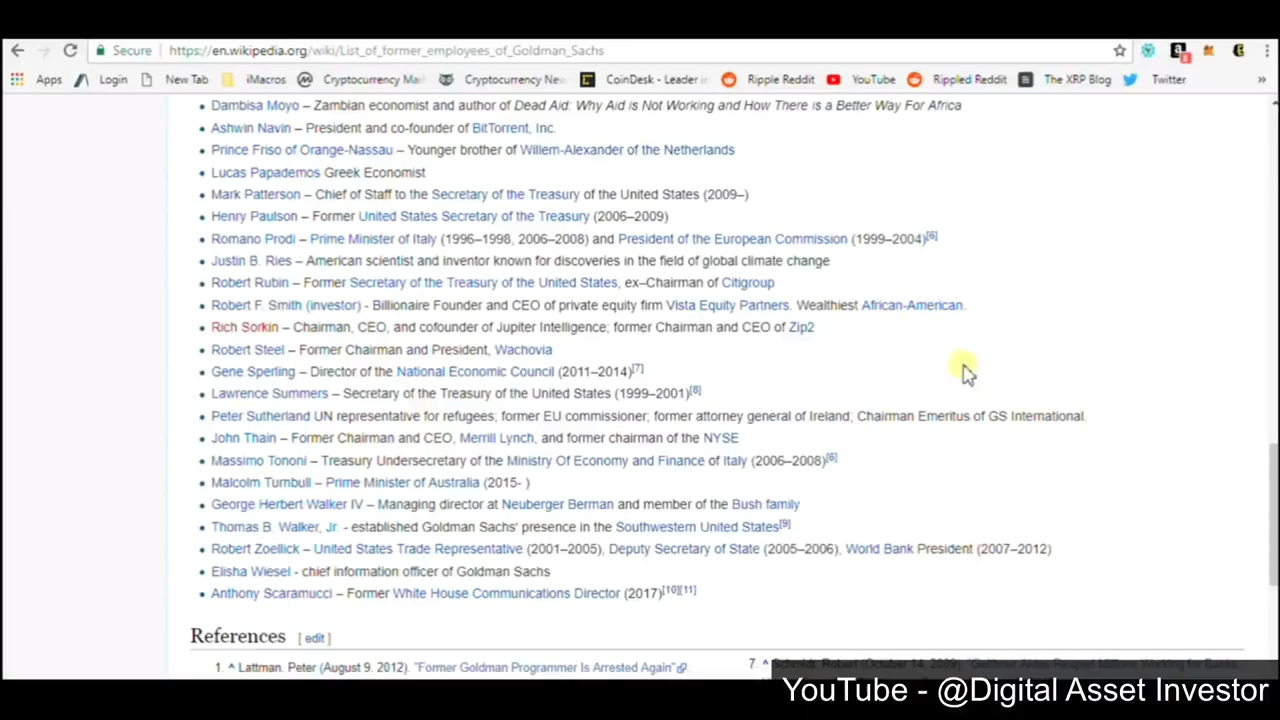 Secure https://en.wikipedia.org/wiki/List_of_former_employees_of_Goldman_Sachs
Apps Login New Tab iMacros Cryptocurrency Ma Cryptocurrency Ne CoinDesk - Leader i Ripple Reddit YouTube Rippled Reddit The XRP Blog Twitter »
• Dambisa Moyo – Zambian economist and author of Dead Aid: Why Aid is Not Working and How There is a Better Way For Africa
• Ashwin Navin – President and co-founder of BitTorrent, Inc.
• Prince Friso of Orange-Nassau – Younger brother of Willem-Alexander of the Netherlands
• Lucas Papademos Greek Economist
• Mark Patterson – Chief of Staff to the Secretary of the Treasury of the United States (2009–)
• Henry Paulson – Former United States Secretary of the Treasury (2006–2009)
• Romano Prodi – Prime Minister of Italy (1996–1998, 2006–2008) and President of the European Commission (1999–2004)[6]
• Justin B. Ries – American scientist and inventor known for discoveries in the field of global climate change
• Robert Rubin – Former Secretary of the Treasury of the United States, ex–Chairman of Citigroup
• Robert F. Smith (investor) - Billionaire Founder and CEO of private equity firm Vista Equity Partners. Wealthiest African-American.
• Rich Sorkin – Chairman, CEO, and cofounder of Jupiter Intelligence; former Chairman and CEO of Zip2
• Robert Steel – Former Chairman and President, Wachovia
• Gene Sperling – Director of the National Economic Council (2011–2014)[7]
• Lawrence Summers – Secretary of the Treasury of the United States (1999–2001)[8]
• Peter Sutherland UN representative for refugees; former EU commissioner; former attorney general of Ireland; Chairman Emeritus of GS International.
• John Thain – Former Chairman and CEO, Merrill Lynch, and former chairman of the NYSE
• Massimo Tononi – Treasury Undersecretary of the Ministry Of Economy and Finance of Italy (2006–2008)[6]
• Malcolm Turnbull – Prime Minister of Australia (2015- )
• George Herbert Walker IV – Managing director at Neuberger Berman and member of the Bush family
• Thomas B. Walker, Jr. - established Goldman Sachs' presence in the Southwestern United States[9]
• Robert Zoellick – United States Trade Representative (2001–2005), Deputy Secretary of State (2005–2006), World Bank President (2007–2012)
• Elisha Wiesel - chief information officer of Goldman Sachs
• Anthony Scaramucci – Former White House Communications Director (2017)[10][11]
References [ edit ]
1. ^ Lattman, Peter (August 9, 2012). "Former Goldman Programmer Is Arrested Again"
7. ^ Schmidt, Robert (October 14, 2009).
YouTube - @Digital Asset Investor